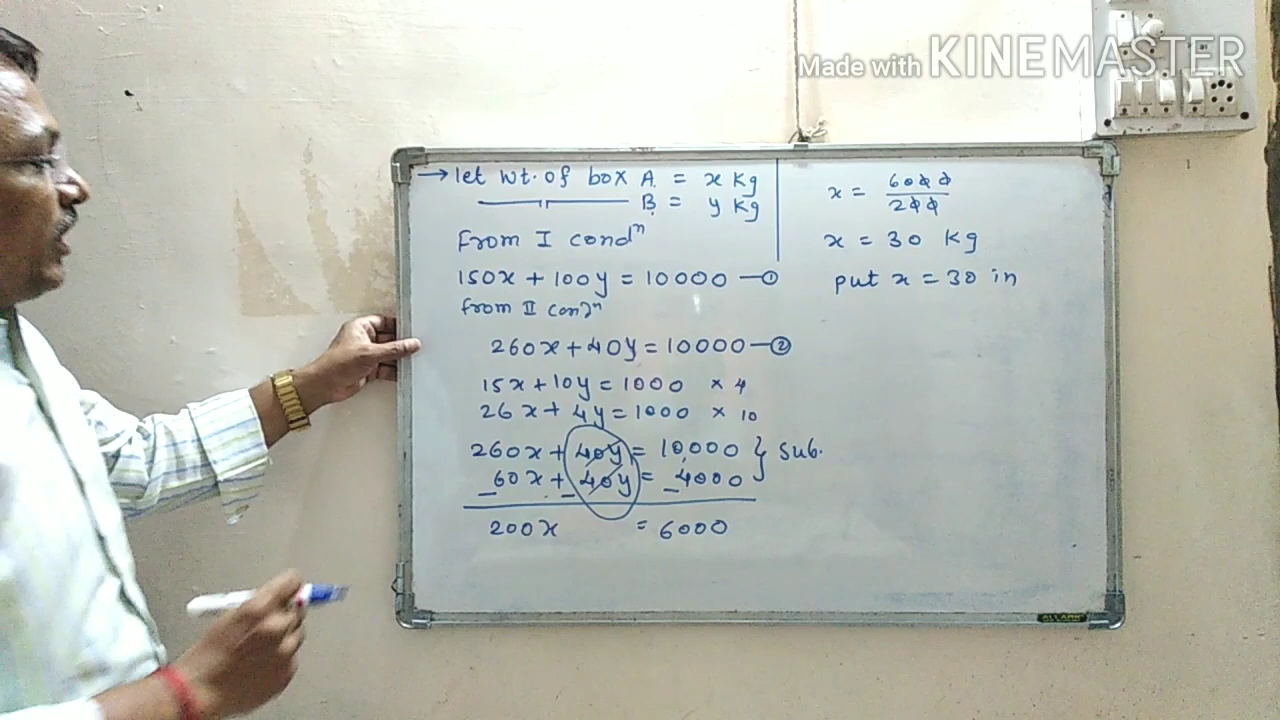 Made with KINEMASTER
→ let wt. of box A = x kg
B = y kg
From I condⁿ
150x + 100y = 10000 — ①
from II conⁿ
260x + 40y = 10000 — ②
15x + 10y = 1000 × 4
26x + 4y = 1000 × 10
260x + 40y = 10,000 } sub.
60x + 40y = 4000
200x = 6000
x = 6000/200
x = 30 kg
put x = 30 in